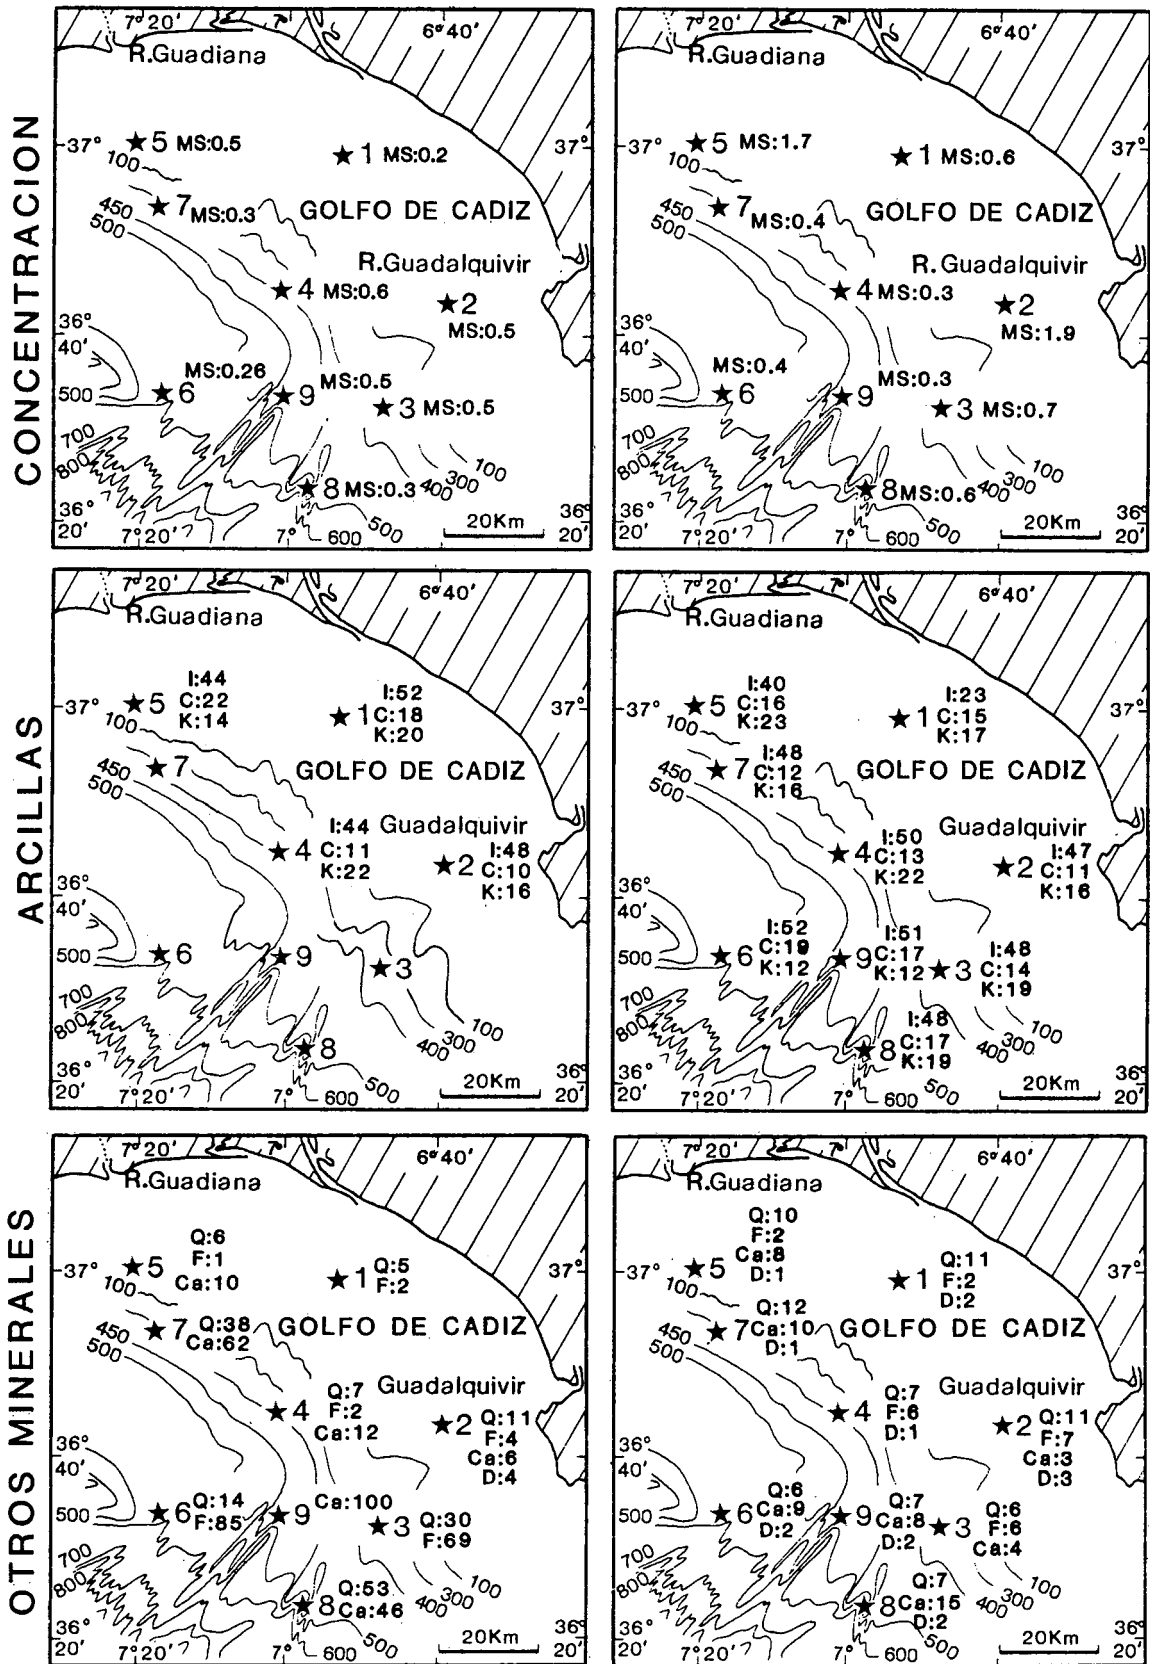 CONCENTRACION
7° 20'
6° 40'
R.Guadiana
37°
5 MS:0.5
1 MS:0.2
100
7 MS:0.3
GOLFO DE CADIZ
450
500
R.Guadalquivir
4 MS:0.6
2
MS:0.5
36°
40'
MS:0.26
MS:0.5
500
6
9
3 MS:0.5
700
800
8 MS:0.3
100
300
400
500
20Km
36°
20'
36°
20'
7° 20'
7°
600
7° 20'
6° 40'
R.Guadiana
37°
37°
5 MS:1.7
1 MS:0.6
100
7 MS:0.4
GOLFO DE CADIZ
450
500
R.Guadalquivir
4 MS:0.3
2
MS:1.9
36°
40'
MS:0.4
MS:0.3
500
6
9
3 MS:0.7
700
800
8 MS:0.6
100
300
400
500
20Km
36°
20'
36°
20'
7° 20'
7°
600
ARCILLAS
7° 20'
6° 40'
R.Guadiana
37°
37°
5
I:44
C:22
K:14
1
I:52
C:18
K:20
100
7
GOLFO DE CADIZ
450
500
Guadalquivir
4
I:44
C:11
K:22
2
I:48
C:10
K:16
36°
40'
500
6
9
3
700
800
8
100
300
400
500
20Km
36°
20'
36°
20'
7° 20'
7°
600
7° 20'
6° 40'
R.Guadiana
37°
37°
5
I:40
C:16
K:23
1
I:23
C:15
K:17
100
7
I:48
C:12
K:16
GOLFO DE CADIZ
450
500
Guadalquivir
4
I:50
C:13
K:22
2
I:47
C:11
K:16
36°
40'
500
6
I:52
C:19
K:12
9
I:51
C:17
K:12
3
I:48
C:14
K:19
700
800
8
I:48
C:17
K:19
100
300
400
500
20Km
36°
20'
36°
20'
7° 20'
7°
600
OTROS MINERALES
7° 20'
6° 40'
R.Guadiana
37°
37°
5
Q:6
F:1
Ca:10
1
Q:5
F:2
100
7
Q:38
Ca:62
GOLFO DE CADIZ
450
500
Guadalquivir
4
Q:7
F:2
Ca:12
2
Q:11
F:4
Ca:6
D:4
36°
40'
500
6
Q:14
F:85
9
Ca:100
3
Q:30
F:69
700
800
8
Q:53
Ca:46
100
300
400
500
20Km
36°
20'
36°
20'
7° 20'
7°
600
7° 20'
6° 40'
R.Guadiana
37°
37°
5
Q:10
F:2
Ca:8
D:1
1
Q:11
F:2
D:2
100
7
Q:12
Ca:10
D:1
GOLFO DE CADIZ
450
500
Guadalquivir
4
Q:7
F:6
D:1
2
Q:11
F:7
Ca:3
D:3
36°
40'
500
6
Q:6
Ca:9
D:2
9
Q:7
Ca:8
D:2
3
Q:6
F:6
Ca:4
700
800
8
Q:7
Ca:15
D:2
100
300
400
500
20Km
36°
20'
36°
20'
7° 20'
7°
600